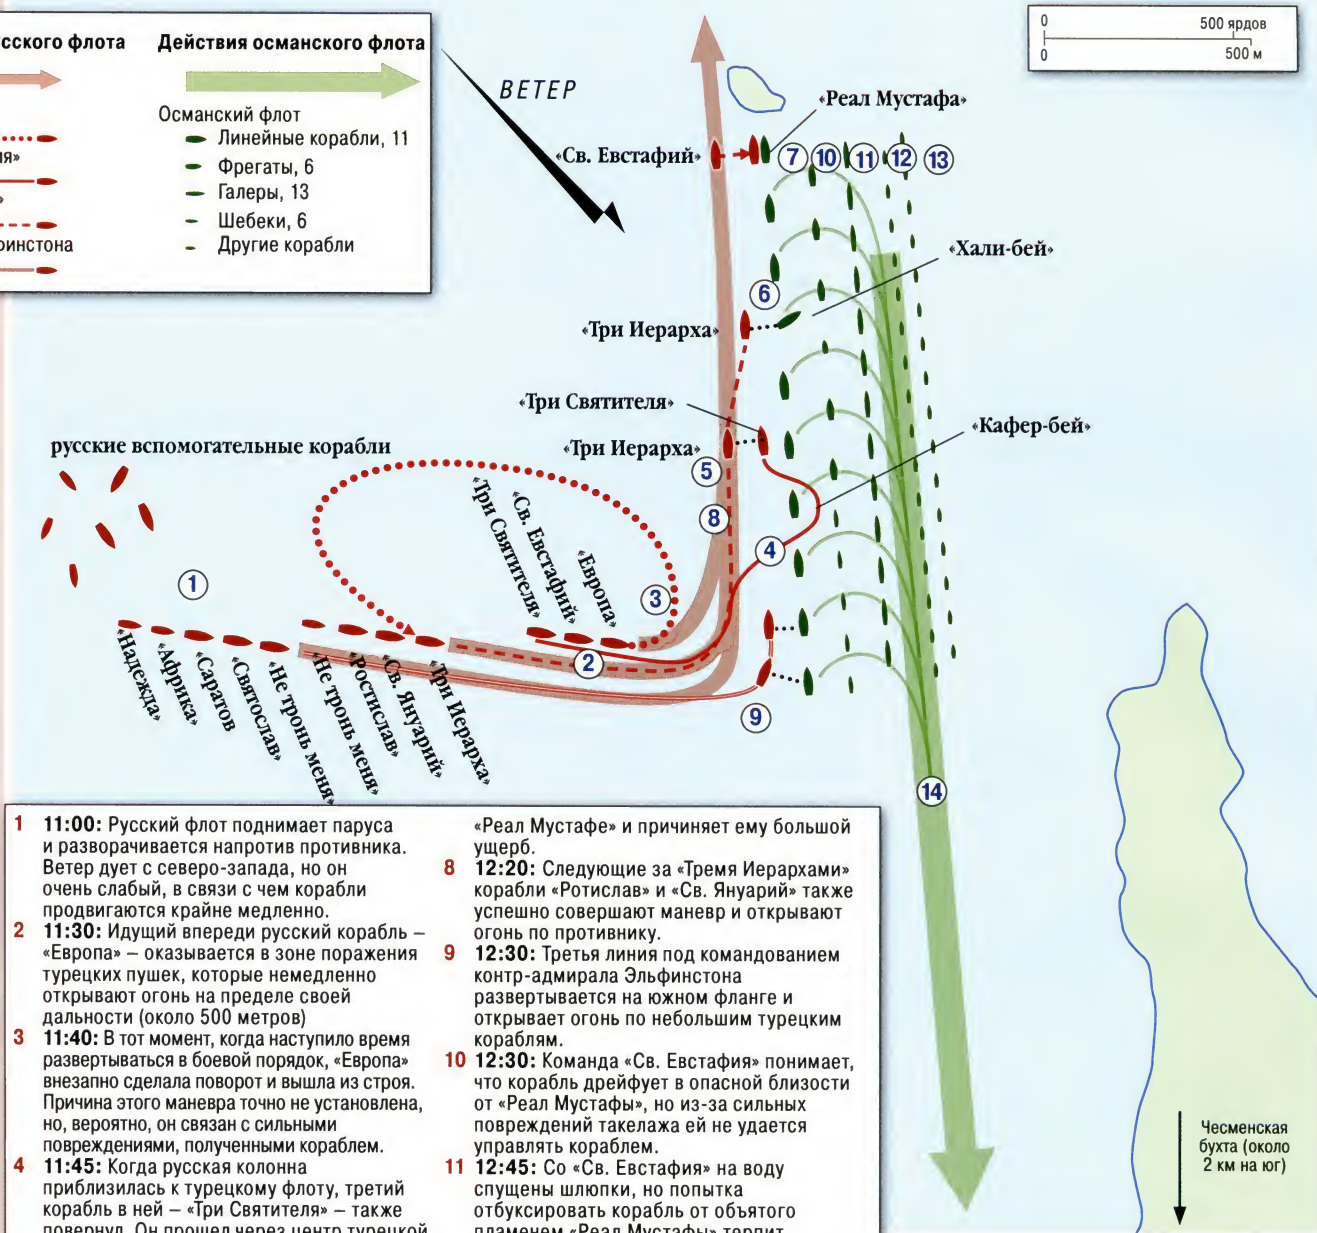 сского флота
Действия османского флота
Османский флот
Линейные корабли, 11
Фрегаты, 6
Галеры, 13
Шебеки, 6
Другие корабли
ия»
»
финстона
ВЕТЕР
0 500 ярдов
0 500 м
«Реал Мустафа»
«Св. Евстафий»
7 10 11 12 13
«Хали-бей»
6
«Три Иерарха»
«Три Святителя»
«Кафер-бей»
«Три Иерарха»
5
8
4
русские вспомогательные корабли
1
«Три Святителя»
«Св. Евстафий»
«Европа»
3
2
9
14
«Надежда»
«Африка»
«Саратов
«Святослав»
«Не тронь меня»
«Не тронь меня»
«Ростислав»
«Св. Януарий»
«Три Иерарха»
1 11:00: Русский флот поднимает паруса
и разворачивается напротив противника.
Ветер дует с северо-запада, но он
очень слабый, в связи с чем корабли
продвигаются крайне медленно.
2 11:30: Идущий впереди русский корабль –
«Европа» – оказывается в зоне поражения
турецких пушек, которые немедленно
открывают огонь на пределе своей
дальности (около 500 метров)
3 11:40: В тот момент, когда наступило время
развертываться в боевой порядок, «Европа»
внезапно сделала поворот и вышла из строя.
Причина этого маневра точно не установлена,
но, вероятно, он связан с сильными
повреждениями, полученными кораблем.
4 11:45: Когда русская колонна
приблизилась к турецкому флоту, третий
корабль в ней – «Три Святителя» – также
повернул. Он прошел через центр турецкой
«Реал Мустафе» и причиняет ему большой
ущерб.
8 12:20: Следующие за «Тремя Иерархами»
корабли «Ротислав» и «Св. Януарий» также
успешно совершают маневр и открывают
огонь по противнику.
9 12:30: Третья линия под командованием
контр-адмирала Эльфинстона
развертывается на южном фланге и
открывает огонь по небольшим турецким
кораблям.
10 12:30: Команда «Св. Евстафия» понимает,
что корабль дрейфует в опасной близости
от «Реал Мустафы», но из-за сильных
повреждений такелажа ей не удается
управлять кораблем.
11 12:45: Со «Св. Евстафия» на воду
спущены шлюпки, но попытка
отбуксировать корабль от объятого
пламенем «Реал Мустафы» терпит
Чесменская
бухта (около
2 км на юг)